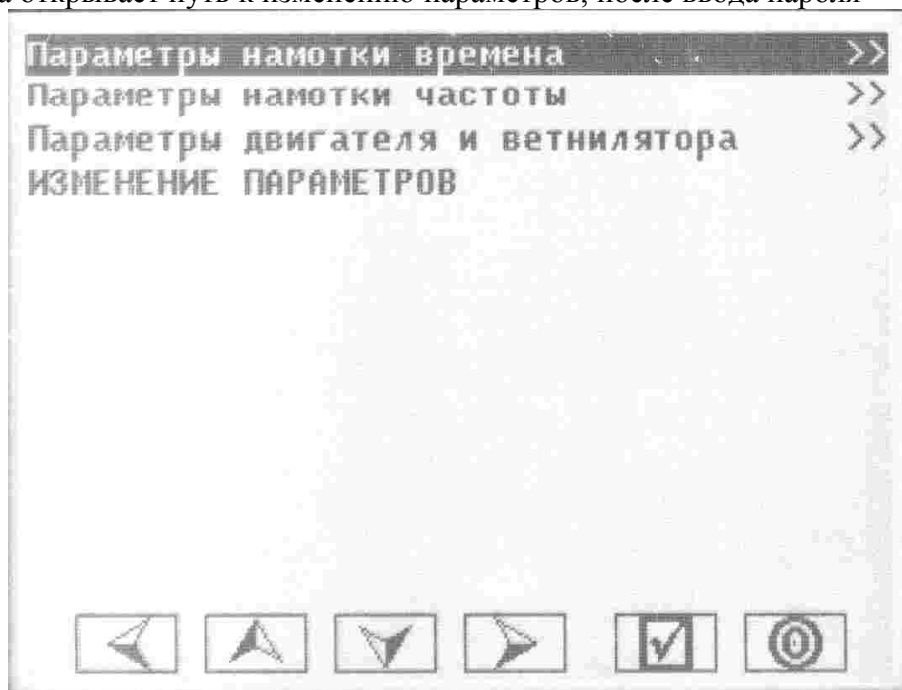 а открывает путь к изменению параметров, после ввода пароля
Параметры намотки времена >>
Параметры намотки частоты >>
Параметры двигателя и ветнилятора >>
ИЗМЕНЕНИЕ ПАРАМЕТРОВ